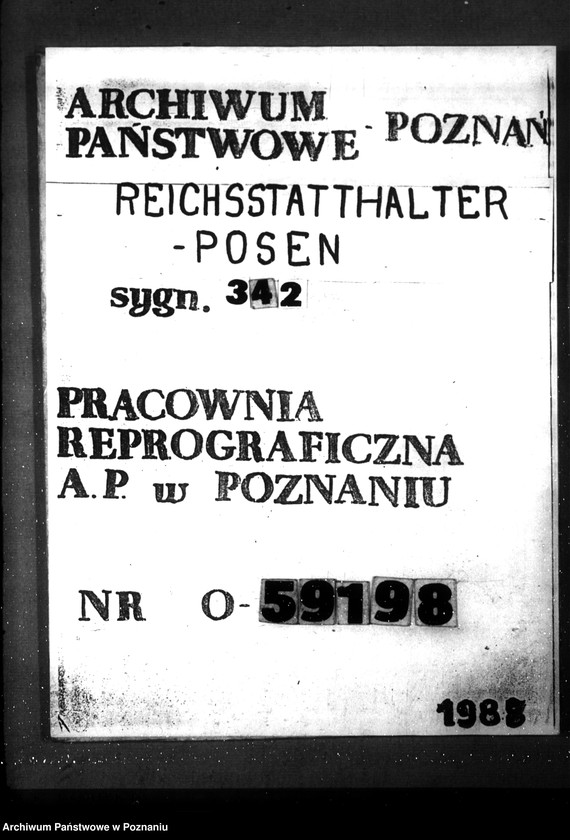 ARCHIWUM
PAŃSTWOWE - POZNAŃ
REICHSSTATTHALTER
-POSEN
sygn. 342
PRACOWNIA
REPROGRAFICZNA
A.P. w POZNANIU
NR O-59198
1988
Archiwum Państwowe w Poznaniu